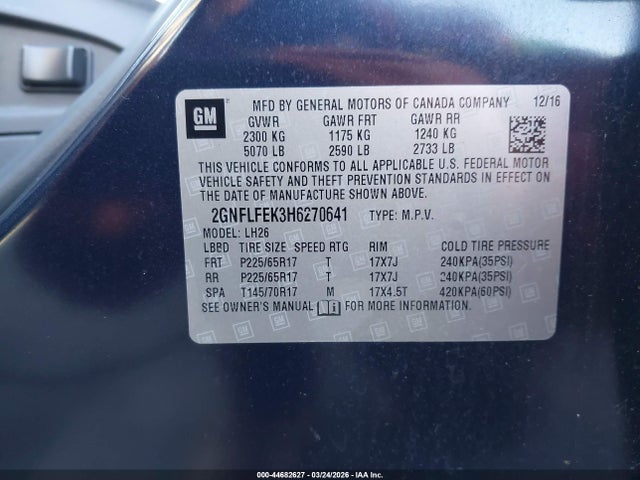 GM
MFD BY GENERAL MOTORS OF CANADA COMPANY 12/16
GVWR GAWR FRT GAWR RR
2300 KG 1175 KG 1240 KG
5070 LB 2590 LB 2733 LB
THIS VEHICLE CONFORMS TO ALL APPLICABLE U.S. FEDERAL MOTOR
VEHICLE SAFETY AND THEFT PREVENTION STANDARDS IN EFFECT ON
THE DATE OF MANUFACTURE SHOWN ABOVE.
2GNFLFEK3H6270641 TYPE: M.P.V.
MODEL: LH26
LBBD TIRE SIZE SPEED RTG RIM COLD TIRE PRESSURE
FRT P225/65R17 T 17X7J 240KPA(35PSI)
RR P225/65R17 T 17X7J 240KPA(35PSI)
SPA T145/70R17 M 17X4.5T 420KPA(60PSI)
SEE OWNER'S MANUAL FOR MORE INFORMATION.
000-44682627 - 03/24/2026 - IAA Inc.